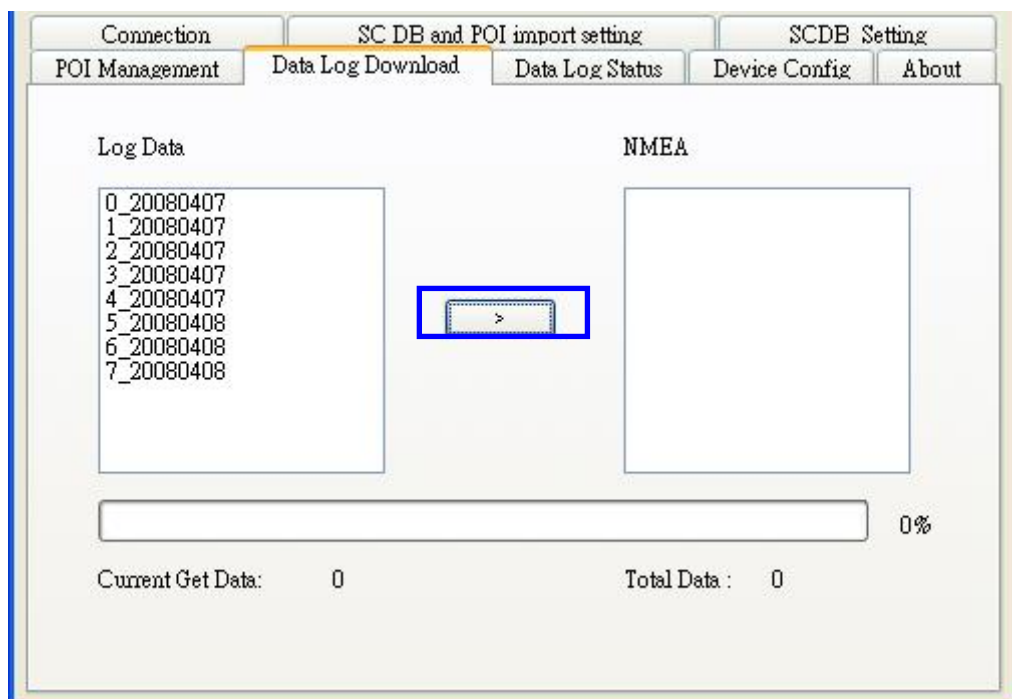 Connection SC DB and POI import setting SCDB Setting
POI Management Data Log Download Data Log Status Device Config About
Log Data NMEA
0_20080407
1_20080407
2_20080407
3_20080407
4_20080407
5_20080408
6_20080408
7_20080408
>
0%
Current Get Data: 0 Total Data : 0